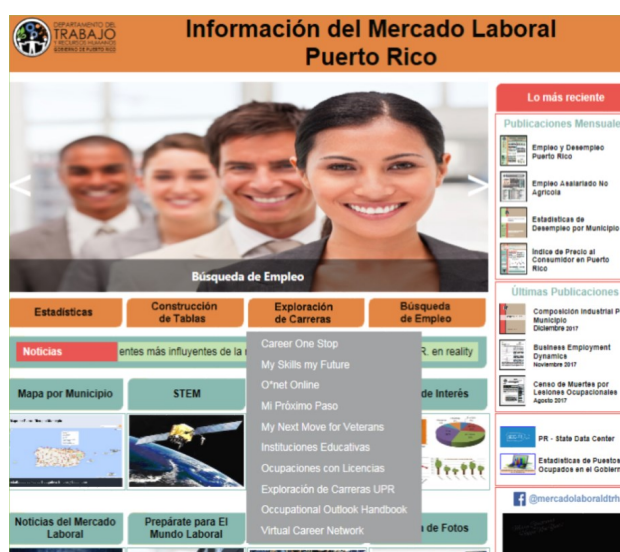 DEPARTAMENTO DEL
TRABAJO
Y RECURSOS HUMANOS
GOBIERNO DE PUERTO RICO
Información del Mercado Laboral
Puerto Rico
Búsqueda de Empleo
Estadísticas
Construcción
de Tablas
Exploración
de Carreras
Búsqueda
de Empleo
Noticias
entes más influyentes de la
R. en reality
Career One Stop
My Skills my Future
O*net Online
Mi Próximo Paso
My Next Move for Veterans
Instituciones Educativas
Ocupaciones con Licencias
Exploración de Carreras UPR
Occupational Outlook Handbook
Virtual Career Network
Mapa por Municipio
STEM
de Interés
Noticias del Mercado
Laboral
Prepárate para El
Mundo Laboral
de Fotos
Lo más reciente
Publicaciones Mensuale
Empleo y Desempleo
Puerto Rico
Empleo Asalariado No
Agrícola
Estadísticas de
Desempleo por Municipio
Índice de Precio al
Consumidor en Puerto
Rico
Últimas Publicaciones
Composición Industrial P
Municipio
Diciembre 2017
Business Employment
Dynamics
Noviembre 2017
Censo de Muertes por
Lesiones Ocupacionales
Agosto 2017
PR - State Data Center
Estadísticas de Puestos
Ocupados en el Gobiern
@mercadolaboraldtrh